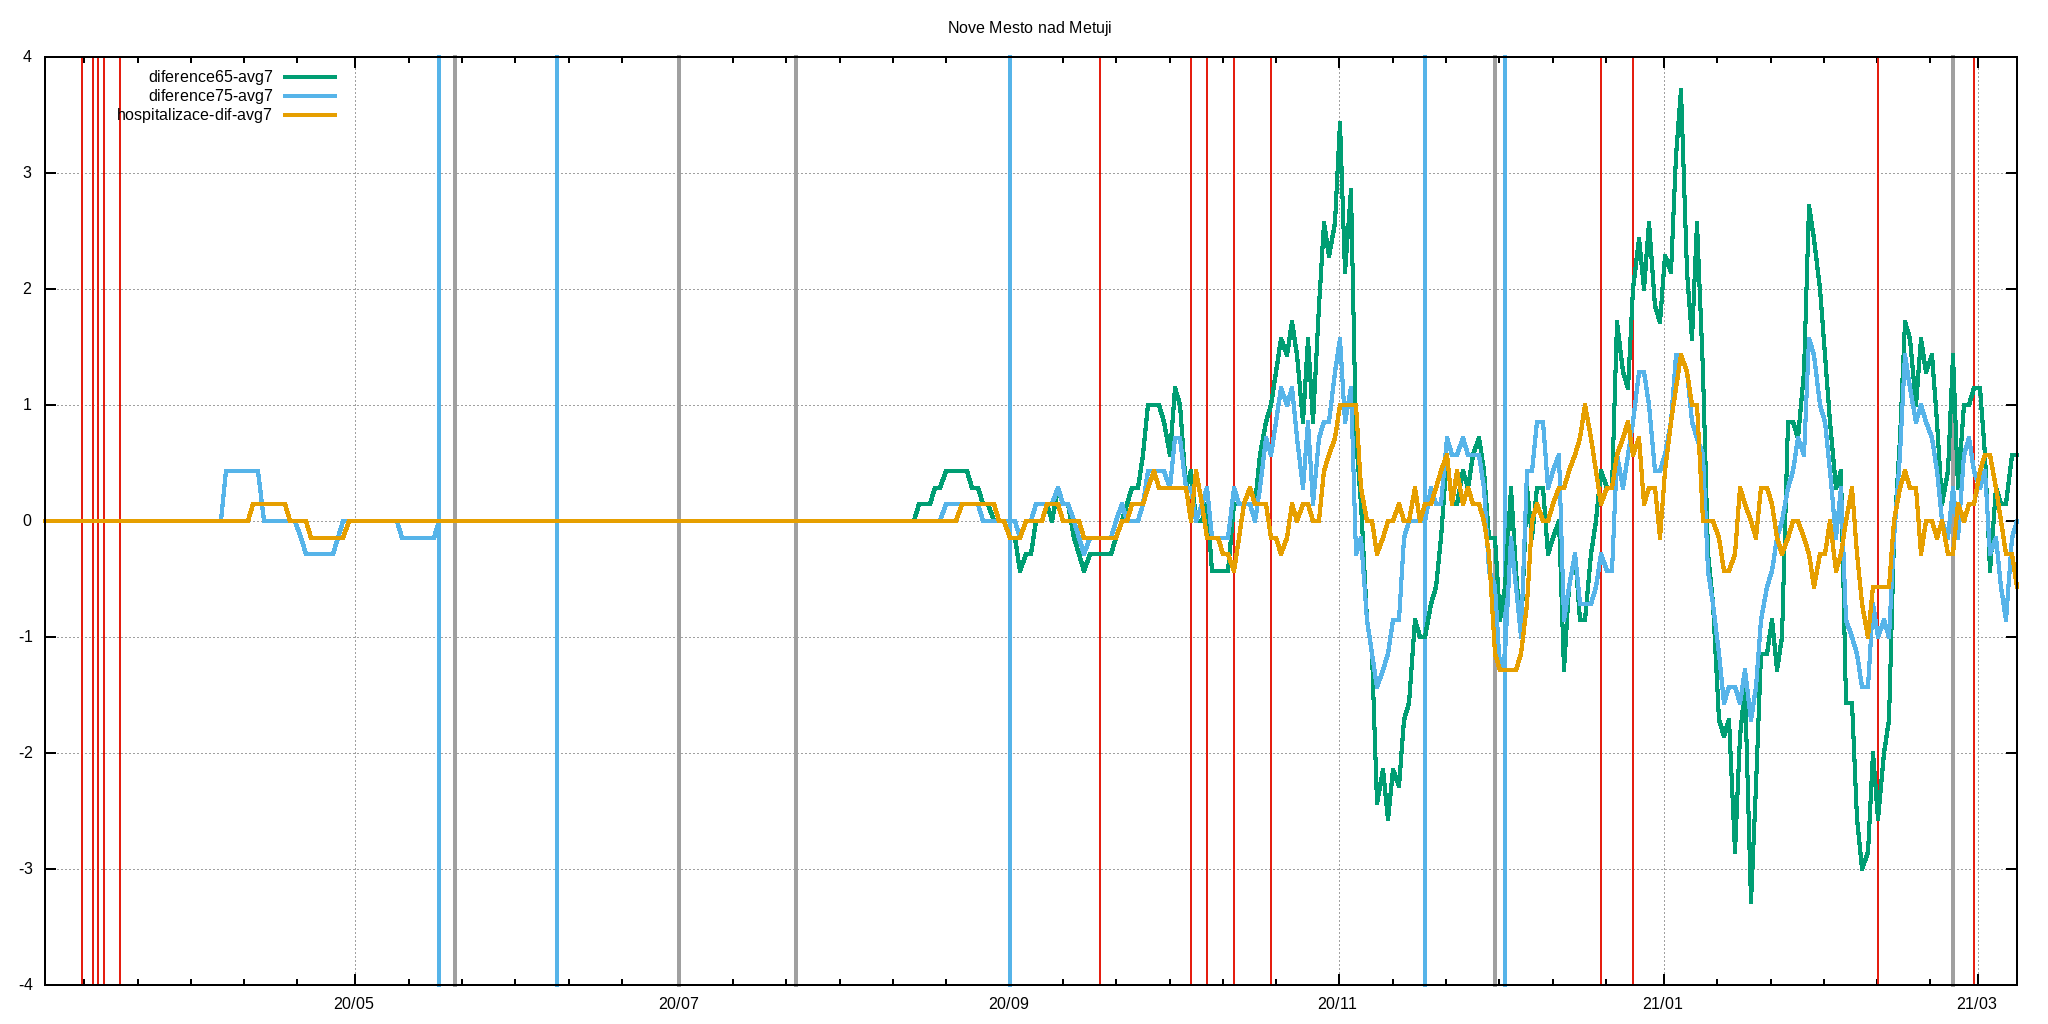 Nove Mesto nad Metuji
diference65-avg7
diference75-avg7
hospitalizace-dif-avg7
4
3
2
1
0
-1
-2
-3
-4
20/05 20/07 20/09 20/11 21/01 21/03